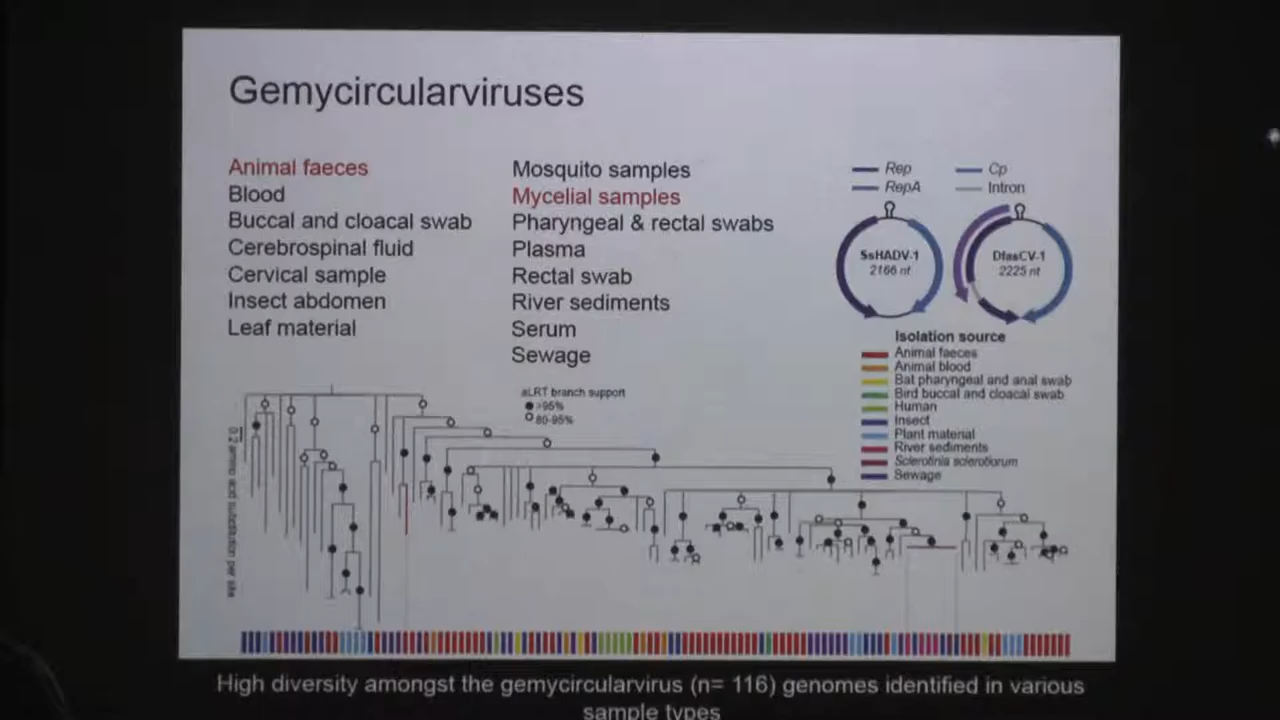 Gemycircularviruses
Animal faeces
Blood
Buccal and cloacal swab
Cerebrospinal fluid
Cervical sample
Insect abdomen
Leaf material
Mosquito samples
Mycelial samples
Pharyngeal & rectal swabs
Plasma
Rectal swab
River sediments
Serum
Sewage
Rep
RepA
Cp
Intron
SsHADV-1
2166 nt
DfasCV-1
2225 nt
Isolation source
Animal faeces
Animal blood
Bat pharyngeal and anal swab
Bird buccal and cloacal swab
Human
Insect
Plant material
River sediments
Sclerotinia sclerotiorum
Sewage
aLRT branch support
>95%
80-95%
0.2 amino acid substitution per site
High diversity amongst the gemycircularvirus (n= 116) genomes identified in various
sample types